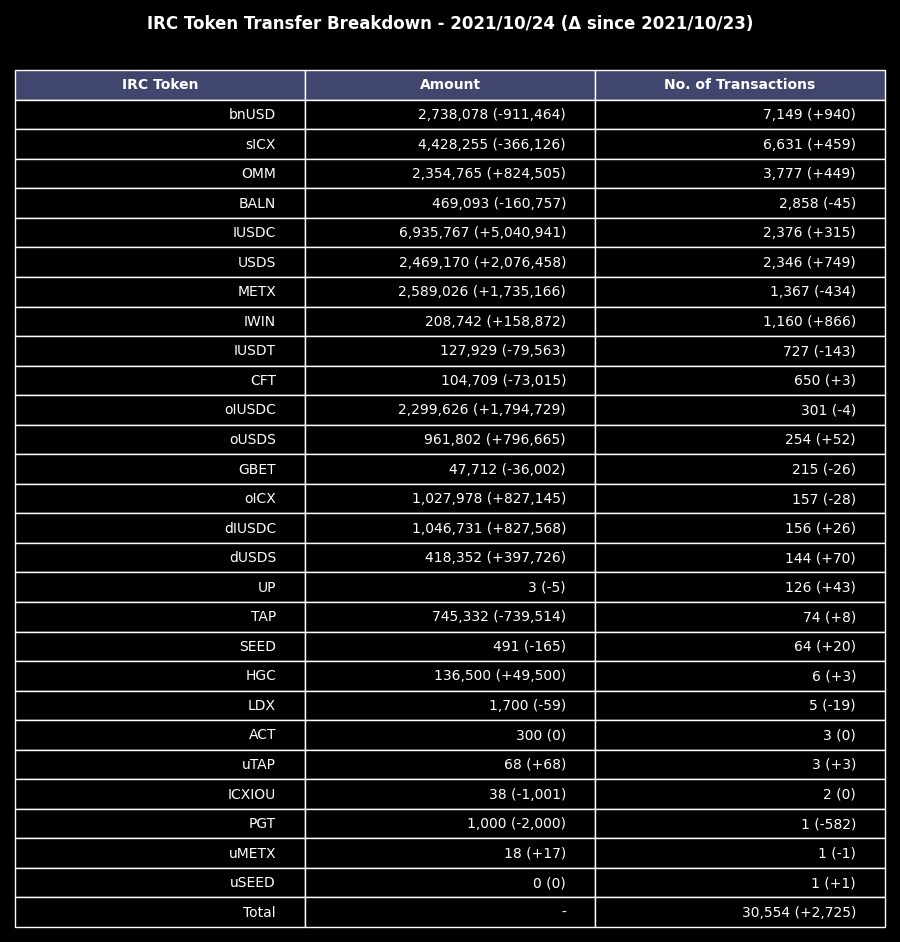 IRC Token Transfer Breakdown - 2021/10/24 (Δ since 2021/10/23)
IRC Token Amount No. of Transactions
bnUSD 2,738,078 (-911,464) 7,149 (+940)
sICX 4,428,255 (-366,126) 6,631 (+459)
OMM 2,354,765 (+824,505) 3,777 (+449)
BALN 469,093 (-160,757) 2,858 (-45)
IUSDC 6,935,767 (+5,040,941) 2,376 (+315)
USDS 2,469,170 (+2,076,458) 2,346 (+749)
METX 2,589,026 (+1,735,166) 1,367 (-434)
IWIN 208,742 (+158,872) 1,160 (+866)
IUSDT 127,929 (-79,563) 727 (-143)
CFT 104,709 (-73,015) 650 (+3)
oIUSDC 2,299,626 (+1,794,729) 301 (-4)
oUSDS 961,802 (+796,665) 254 (+52)
GBET 47,712 (-36,002) 215 (-26)
oICX 1,027,978 (+827,145) 157 (-28)
dIUSDC 1,046,731 (+827,568) 156 (+26)
dUSDS 418,352 (+397,726) 144 (+70)
UP 3 (-5) 126 (+43)
TAP 745,332 (-739,514) 74 (+8)
SEED 491 (-165) 64 (+20)
HGC 136,500 (+49,500) 6 (+3)
LDX 1,700 (-59) 5 (-19)
ACT 300 (0) 3 (0)
uTAP 68 (+68) 3 (+3)
ICXIOU 38 (-1,001) 2 (0)
PGT 1,000 (-2,000) 1 (-582)
uMETX 18 (+17) 1 (-1)
uSEED 0 (0) 1 (+1)
Total - 30,554 (+2,725)